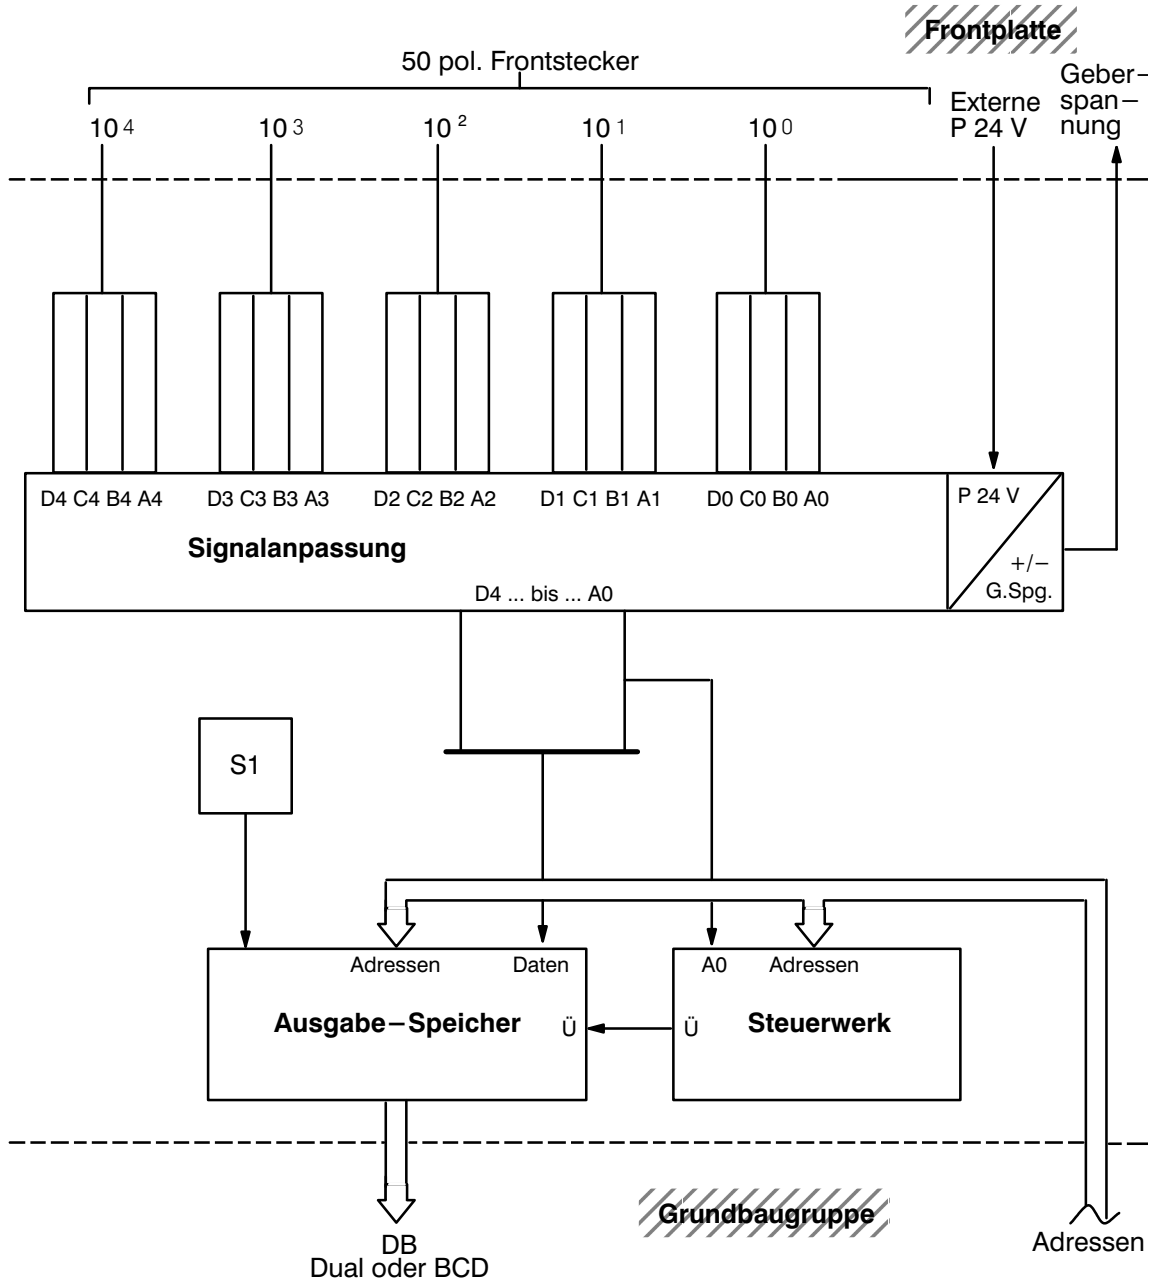 Frontplatte
50 pol. Frontstecker
Geber–
span–
nung
Externe
P 24 V
10 4 10 3 10 2 10 1 10 0
D4 C4 B4 A4 D3 C3 B3 A3 D2 C2 B2 A2 D1 C1 B1 A1 D0 C0 B0 A0
P 24 V
Signalanpassung
+/–
G.Spg.
D4 ... bis ... A0
S1
Adressen Daten
A0 Adressen
Ausgabe–Speicher Ü
Ü Steuerwerk
Grundbaugruppe
DB
Dual oder BCD
Adressen